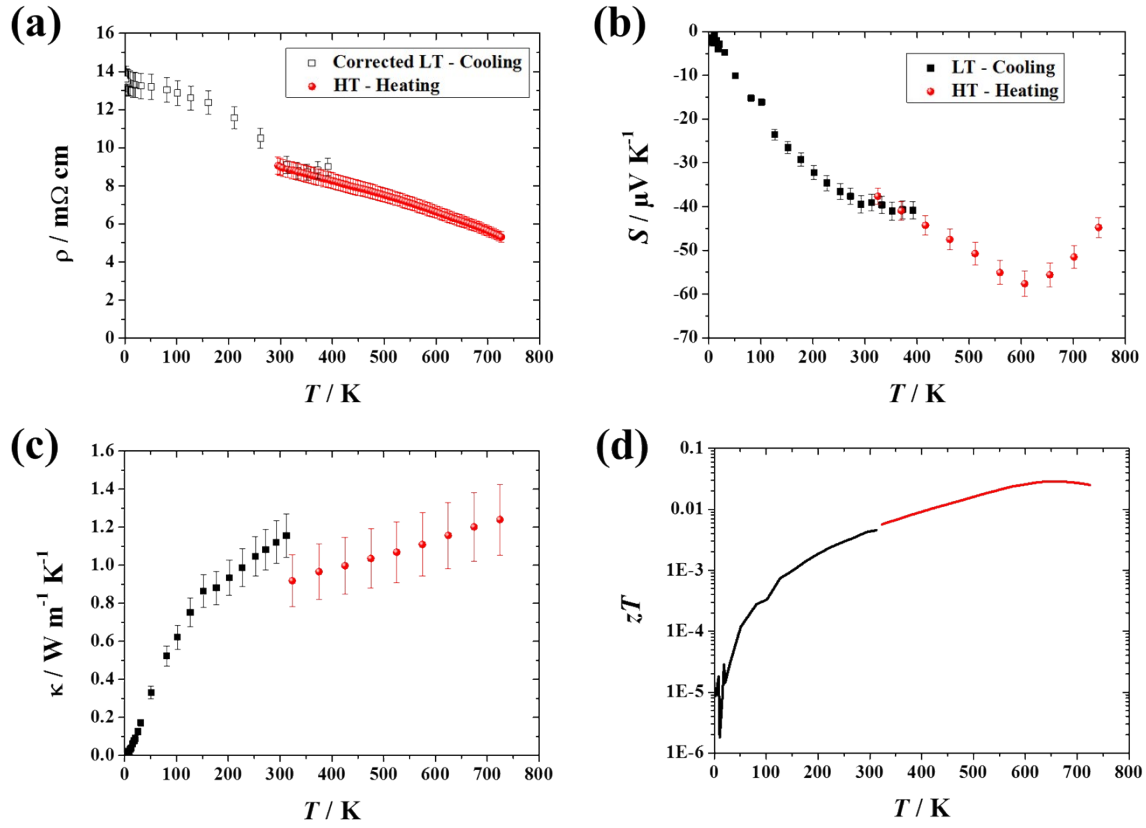 (a)
16
14
12
10
8
6
4
2
0
ρ / mΩ cm
Corrected LT - Cooling
HT - Heating
0 100 200 300 400 500 600 700 800
T / K
(b)
0
-10
-20
-30
-40
-50
-60
-70
S / μV K⁻¹
LT - Cooling
HT - Heating
0 100 200 300 400 500 600 700 800
T / K
(c)
1.6
1.4
1.2
1.0
0.8
0.6
0.4
0.2
0.0
κ / W m⁻¹ K⁻¹
0 100 200 300 400 500 600 700 800
T / K
(d)
0.1
0.01
1E-3
1E-4
1E-5
1E-6
zT
0 100 200 300 400 500 600 700 800
T / K